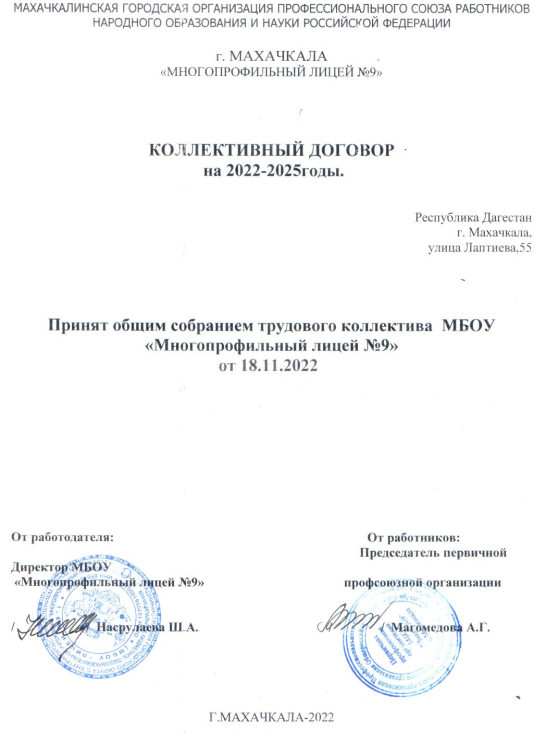 МАХАЧКАЛИНСКАЯ ГОРОДСКАЯ ОРГАНИЗАЦИЯ ПРОФЕССИОНАЛЬНОГО СОЮЗА РАБОТНИКОВ
НАРОДНОГО ОБРАЗОВАНИЯ И НАУКИ РОССИЙСКОЙ ФЕДЕРАЦИИ
г. МАХАЧКАЛА
«МНОГОПРОФИЛЬНЫЙ ЛИЦЕЙ №9»
КОЛЛЕКТИВНЫЙ ДОГОВОР
на 2022-2025годы.
Республика Дагестан
г. Махачкала,
улица Лаптиева,55
Принят общим собранием трудового коллектива МБОУ
«Многопрофильный лицей №9»
от 18.11.2022
От работодателя:
От работников:
Председатель первичной
Директор МБОУ
«Многопрофильный лицей №9»
профсоюзной организации
Насрулаева Ш.А.
Магомедова А.Г.
Г.МАХАЧКАЛА-2022